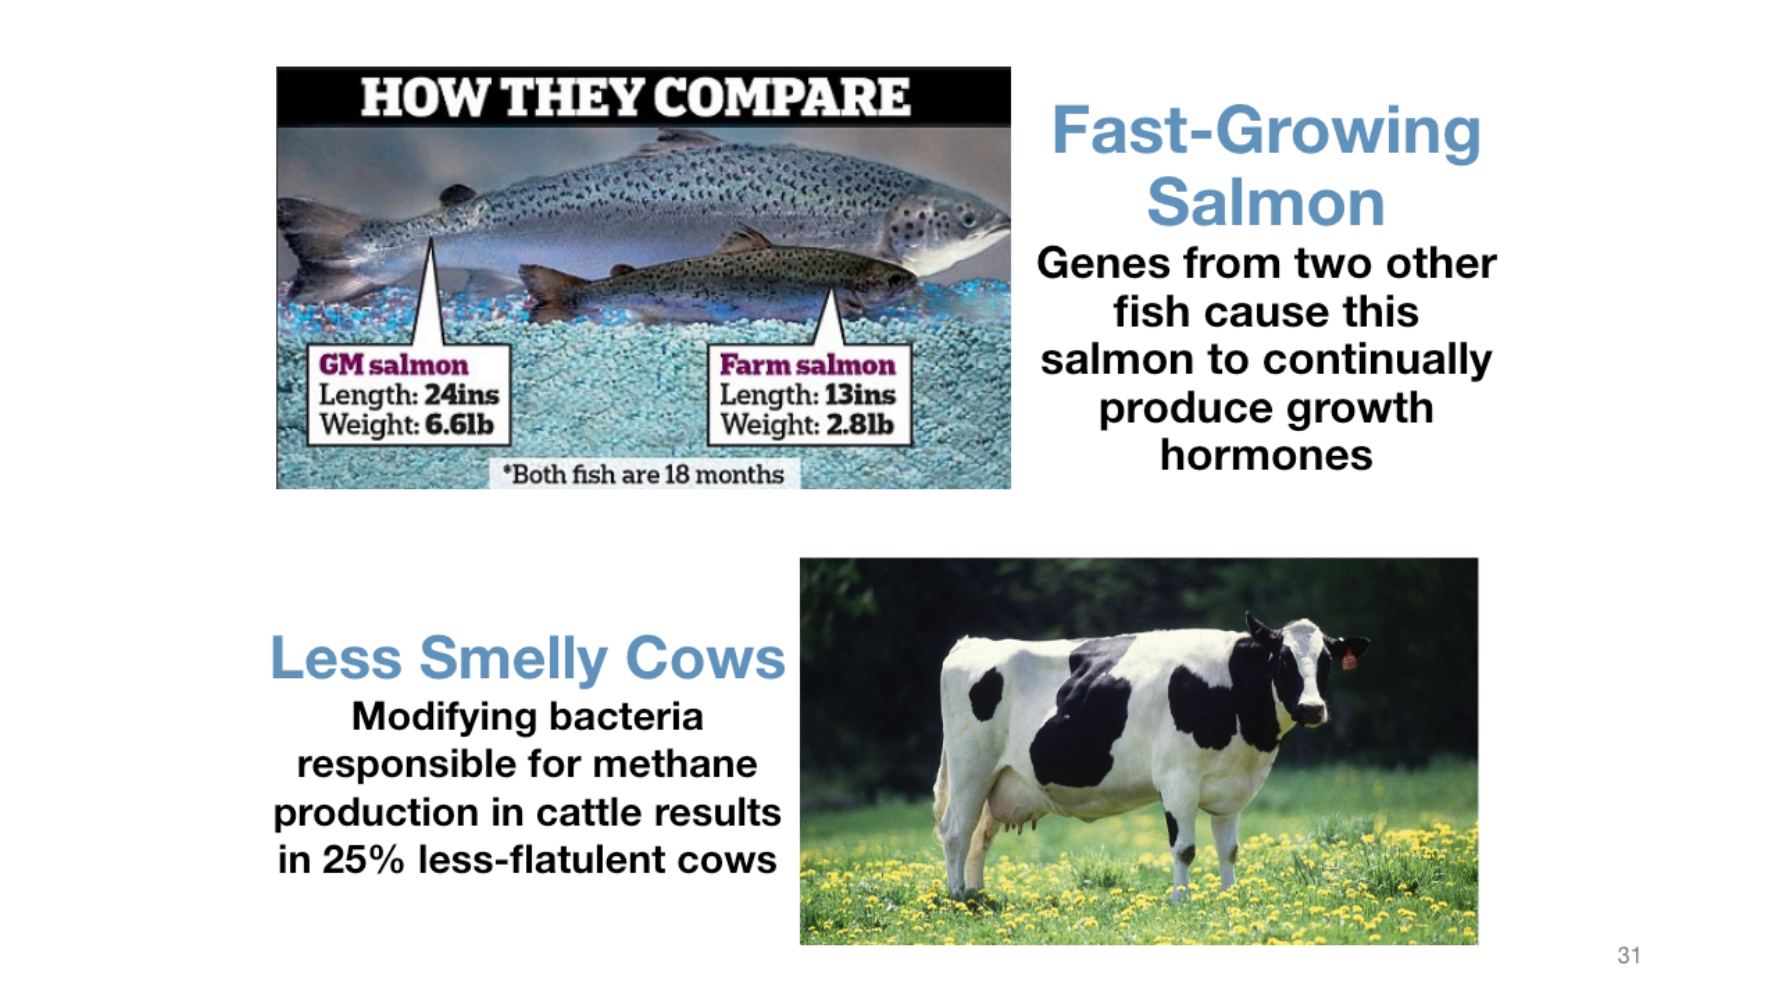 HOW THEY COMPARE
GM salmon
Length: 24ins
Weight: 6.6lb
Farm salmon
Length: 13ins
Weight: 2.8lb
*Both fish are 18 months
Fast-Growing
Salmon
Genes from two other
fish cause this
salmon to continually
produce growth
hormones
Less Smelly Cows
Modifying bacteria
responsible for methane
production in cattle results
in 25% less-flatulent cows
31